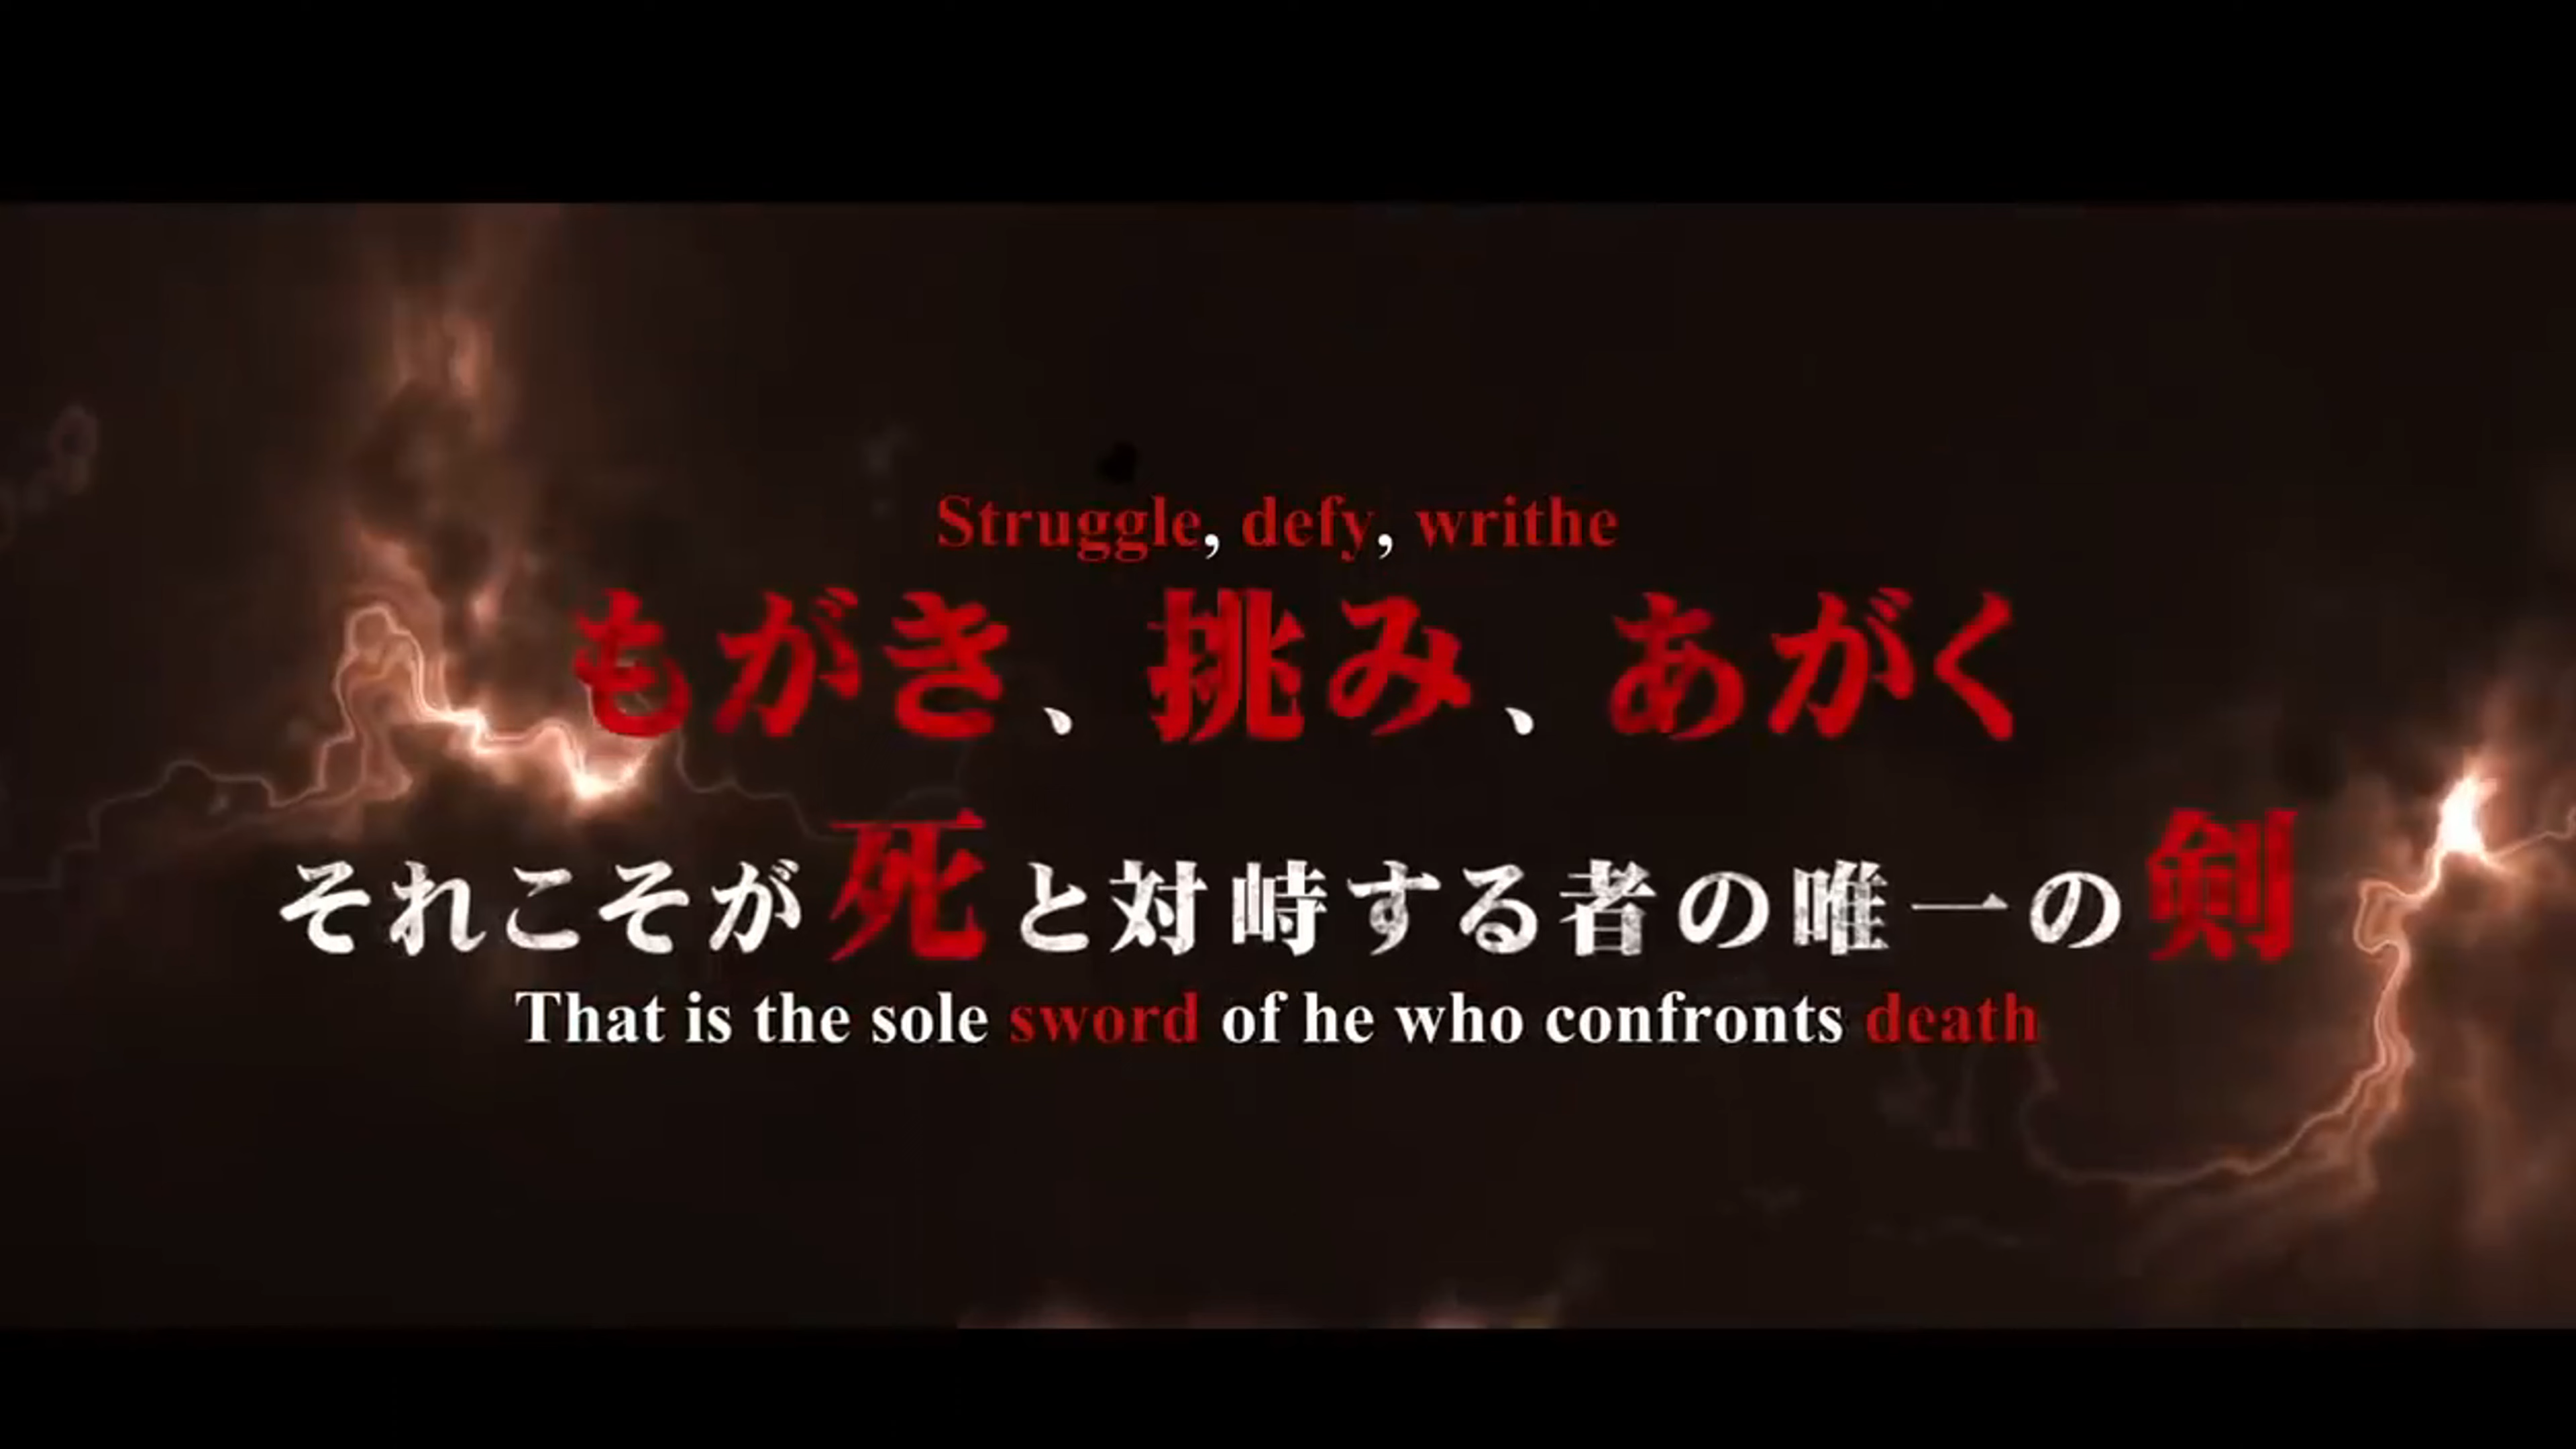 Struggle, defy, writhe
もがき、挑み、あがく
それこそが死と対峙する者の唯一の剣
That is the sole sword of he who confronts death